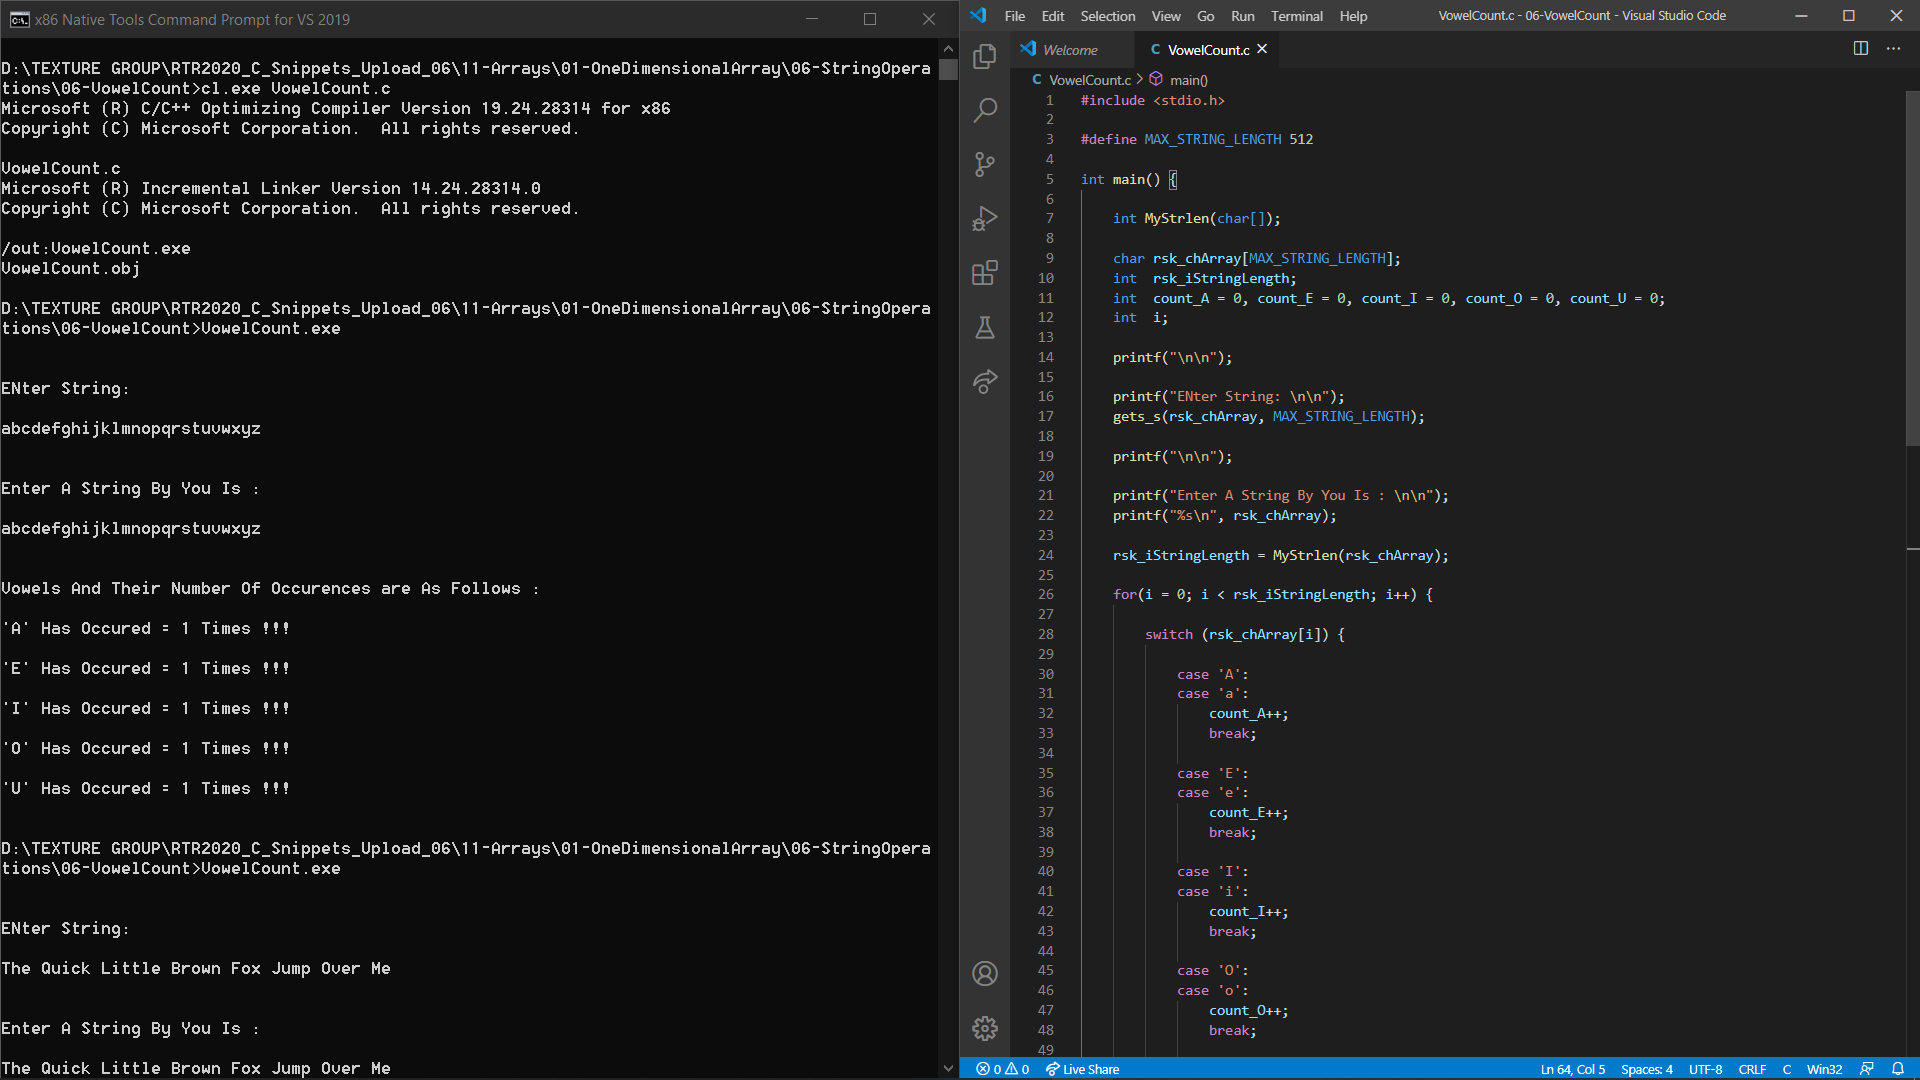 x86 Native Tools Command Prompt for VS 2019
D:\TEXTURE GROUP\RTR2020_C_Snippets_Upload_06\11-Arrays\01-OneDimensionalArray\06-StringOpera
tions\06-VowelCount>cl.exe VowelCount.c
Microsoft (R) C/C++ Optimizing Compiler Version 19.24.28314 for x86
Copyright (C) Microsoft Corporation.  All rights reserved.
VowelCount.c
Microsoft (R) Incremental Linker Version 14.24.28314.0
Copyright (C) Microsoft Corporation.  All rights reserved.
/out:VowelCount.exe
VowelCount.obj
D:\TEXTURE GROUP\RTR2020_C_Snippets_Upload_06\11-Arrays\01-OneDimensionalArray\06-StringOpera
tions\06-VowelCount>VowelCount.exe
ENter String:
abcdefghijklmnopqrstuvwxyz
Enter A String By You Is :
abcdefghijklmnopqrstuvwxyz
Vowels And Their Number Of Occurences are As Follows :
'A' Has Occured = 1 Times !!!
'E' Has Occured = 1 Times !!!
'I' Has Occured = 1 Times !!!
'O' Has Occured = 1 Times !!!
'U' Has Occured = 1 Times !!!
D:\TEXTURE GROUP\RTR2020_C_Snippets_Upload_06\11-Arrays\01-OneDimensionalArray\06-StringOpera
tions\06-VowelCount>VowelCount.exe
ENter String:
The Quick Little Brown Fox Jump Over Me
Enter A String By You Is :
The Quick Little Brown Fox Jump Over Me
File Edit Selection View Go Run Terminal Help VowelCount.c - 06-VowelCount - Visual Studio Code
Welcome C VowelCount.c
C VowelCount.c > main()
1 #include <stdio.h>
2
3 #define MAX_STRING_LENGTH 512
4
5 int main() {
6
7 int MyStrlen(char[]);
8
9 char rsk_chArray[MAX_STRING_LENGTH];
10 int  rsk_iStringLength;
11 int  count_A = 0, count_E = 0, count_I = 0, count_O = 0, count_U = 0;
12 int  i;
13
14 printf("\n\n");
15
16 printf("ENter String: \n\n");
17 gets_s(rsk_chArray, MAX_STRING_LENGTH);
18
19 printf("\n\n");
20
21 printf("Enter A String By You Is : \n\n");
22 printf("%s\n", rsk_chArray);
23
24 rsk_iStringLength = MyStrlen(rsk_chArray);
25
26 for(i = 0; i < rsk_iStringLength; i++) {
27
28 switch (rsk_chArray[i]) {
29
30 case 'A':
31 case 'a':
32 count_A++;
33 break;
34
35 case 'E':
36 case 'e':
37 count_E++;
38 break;
39
40 case 'I':
41 case 'i':
42 count_I++;
43 break;
44
45 case 'O':
46 case 'o':
47 count_O++;
48 break;
49
0 0 Live Share Ln 64, Col 5 Spaces: 4 UTF-8 CRLF C Win32